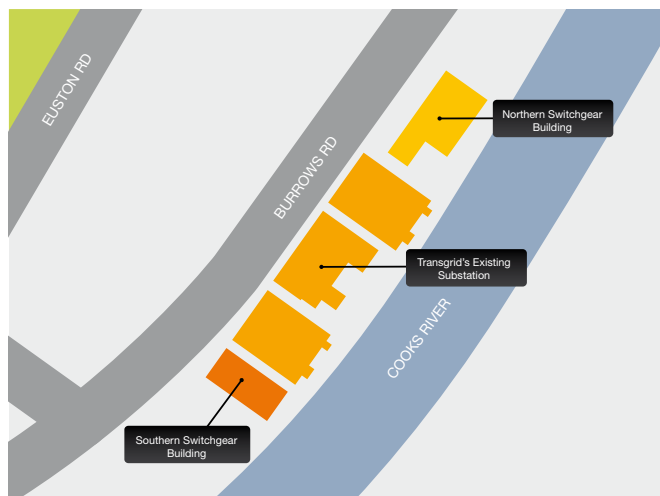 EUSTON RD
BURROWS RD
Northern Switchgear
Building
Transgrid's Existing
Substation
COOKS RIVER
Southern Switchgear
Building